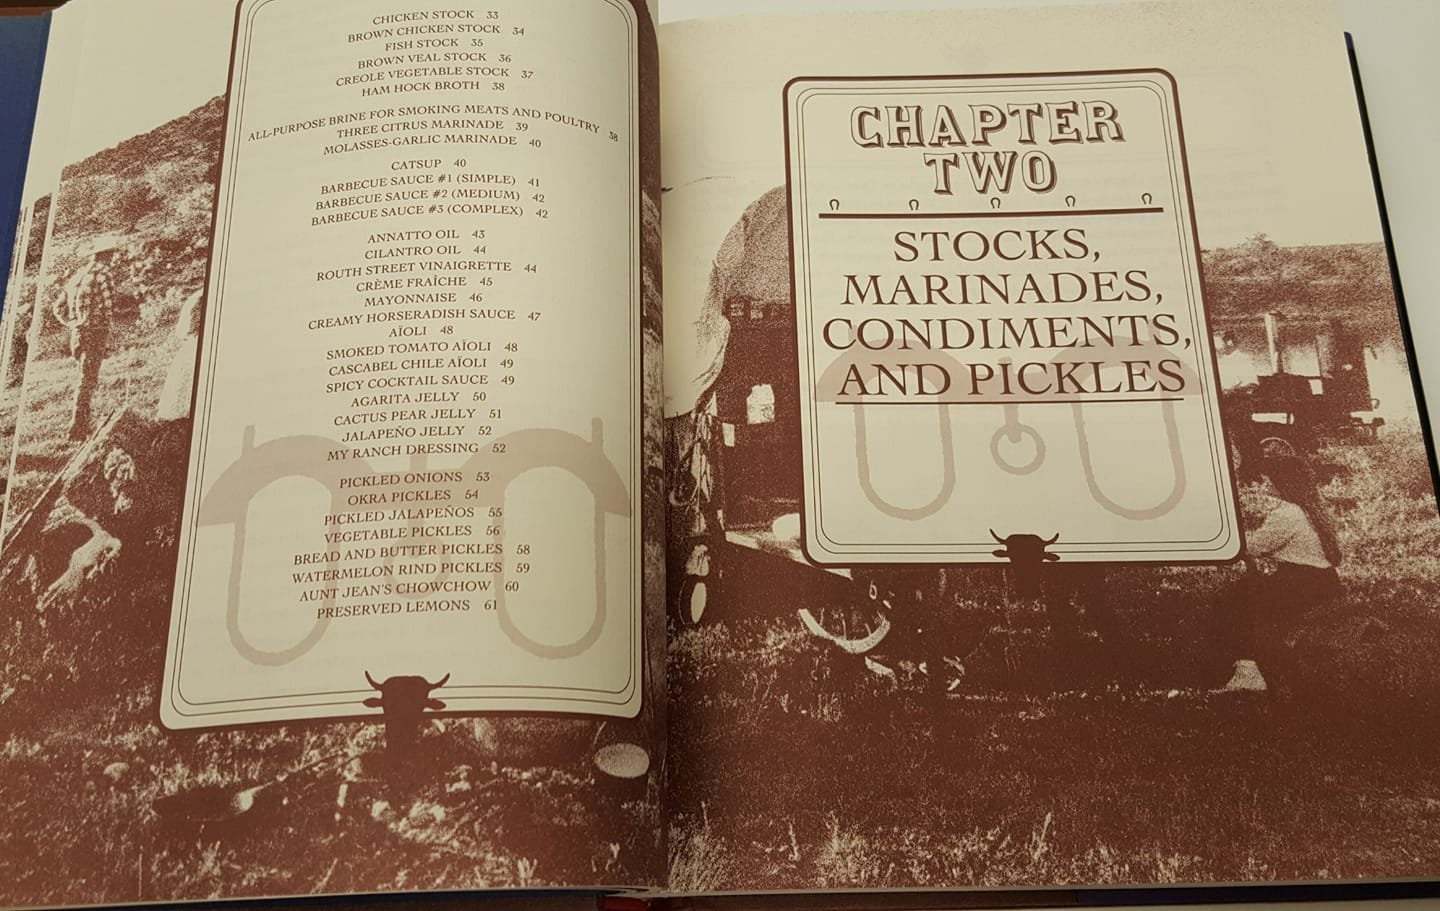 CHICKEN STOCK 33
BROWN CHICKEN STOCK 34
FISH STOCK 35
BROWN VEAL STOCK 36
CREOLE VEGETABLE STOCK 37
HAM HOCK BROTH 38
ALL-PURPOSE BRINE FOR SMOKING MEATS AND POULTRY 38
THREE CITRUS MARINADE 39
MOLASSES-GARLIC MARINADE 40
CATSUP 40
BARBECUE SAUCE #1 (SIMPLE) 41
BARBECUE SAUCE #2 (MEDIUM) 42
BARBECUE SAUCE #3 (COMPLEX) 42
ANNATTO OIL 43
CILANTRO OIL 44
ROUTH STREET VINAIGRETTE 44
CRÈME FRAÎCHE 45
MAYONNAISE 46
CREAMY HORSERADISH SAUCE 47
AÏOLI 48
SMOKED TOMATO AÏOLI 48
CASCABEL CHILE AÏOLI 49
SPICY COCKTAIL SAUCE 49
AGARITA JELLY 50
CACTUS PEAR JELLY 51
JALAPEÑO JELLY 52
MY RANCH DRESSING 52
PICKLED ONIONS 53
OKRA PICKLES 54
PICKLED JALAPEÑOS 55
VEGETABLE PICKLES 56
BREAD AND BUTTER PICKLES 58
WATERMELON RIND PICKLES 59
AUNT JEAN'S CHOWCHOW 60
PRESERVED LEMONS 61
CHAPTER
TWO
STOCKS,
MARINADES,
CONDIMENTS,
AND PICKLES